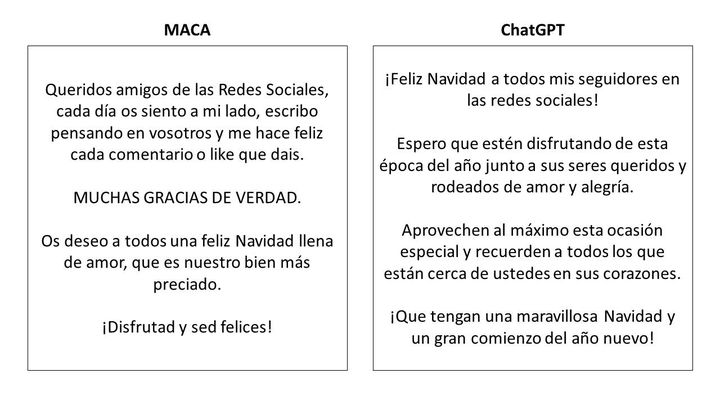 MACA
Queridos amigos de las Redes Sociales,
cada día os siento a mi lado, escribo
pensando en vosotros y me hace feliz
cada comentario o like que dais.
MUCHAS GRACIAS DE VERDAD.
Os deseo a todos una feliz Navidad llena
de amor, que es nuestro bien más
preciado.
¡Disfrutad y sed felices!
ChatGPT
¡Feliz Navidad a todos mis seguidores en
las redes sociales!
Espero que estén disfrutando de esta
época del año junto a sus seres queridos y
rodeados de amor y alegría.
Aprovechen al máximo esta ocasión
especial y recuerden a todos los que
están cerca de ustedes en sus corazones.
¡Que tengan una maravillosa Navidad y
un gran comienzo del año nuevo!